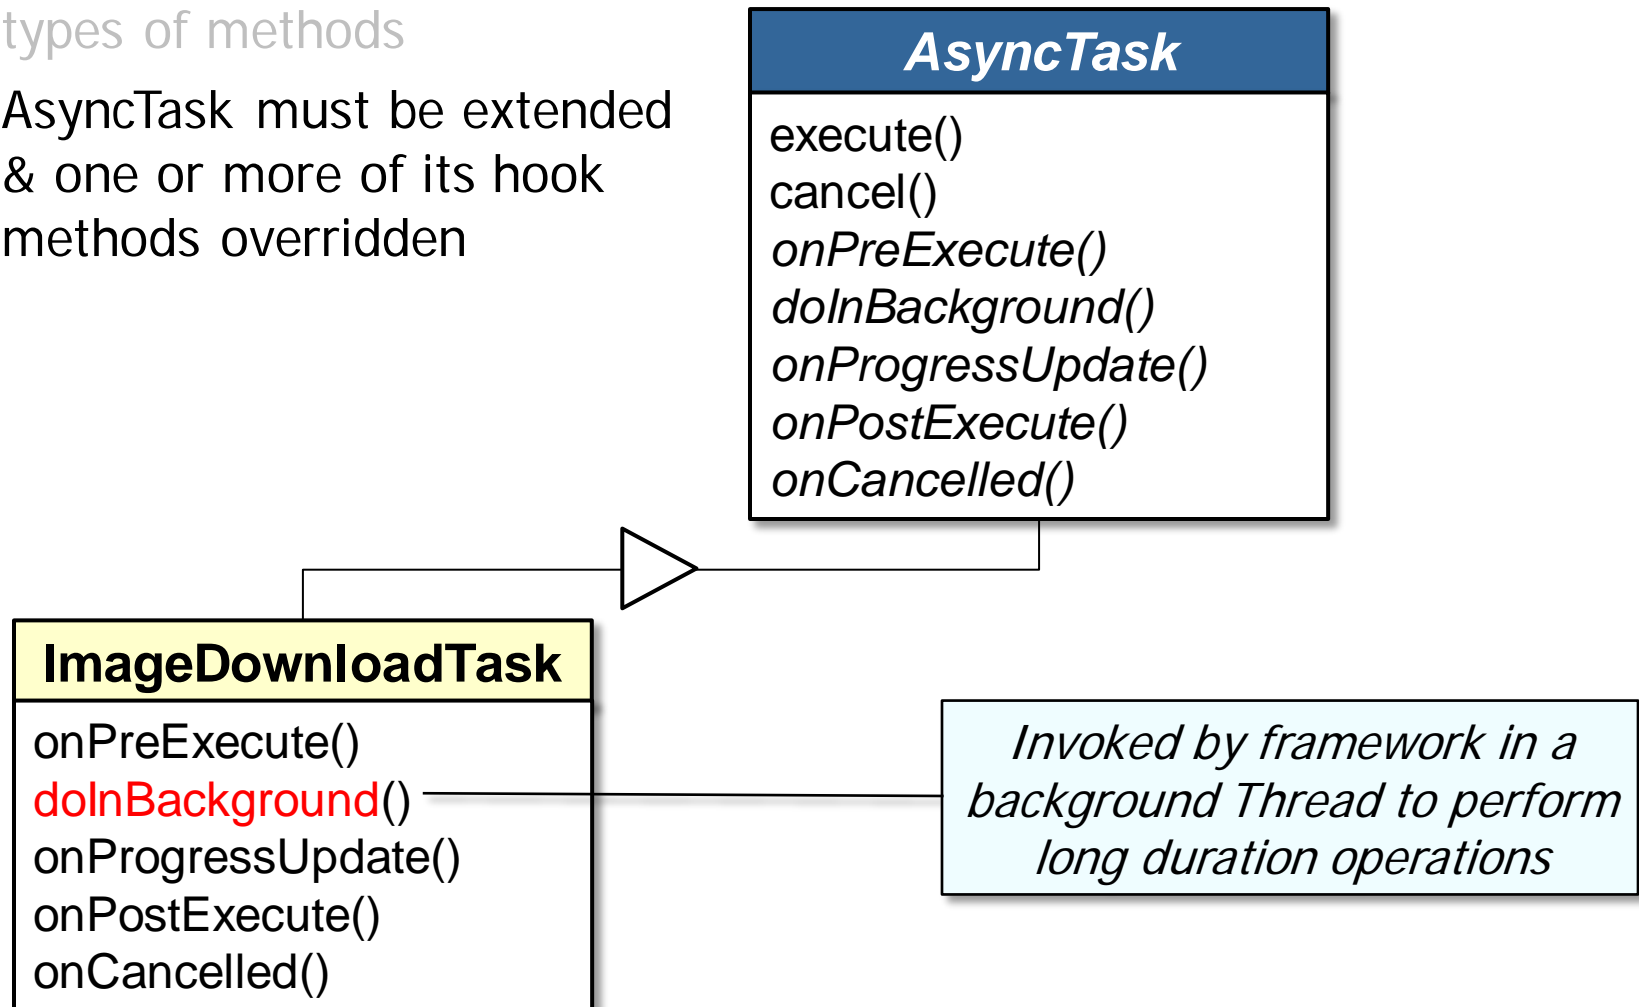 types of methods
AsyncTask must be extended
& one or more of its hook
methods overridden
AsyncTask
execute()
cancel()
onPreExecute()
doInBackground()
onProgressUpdate()
onPostExecute()
onCancelled()
ImageDownloadTask
onPreExecute()
doInBackground()
onProgressUpdate()
onPostExecute()
onCancelled()
Invoked by framework in a
background Thread to perform
long duration operations